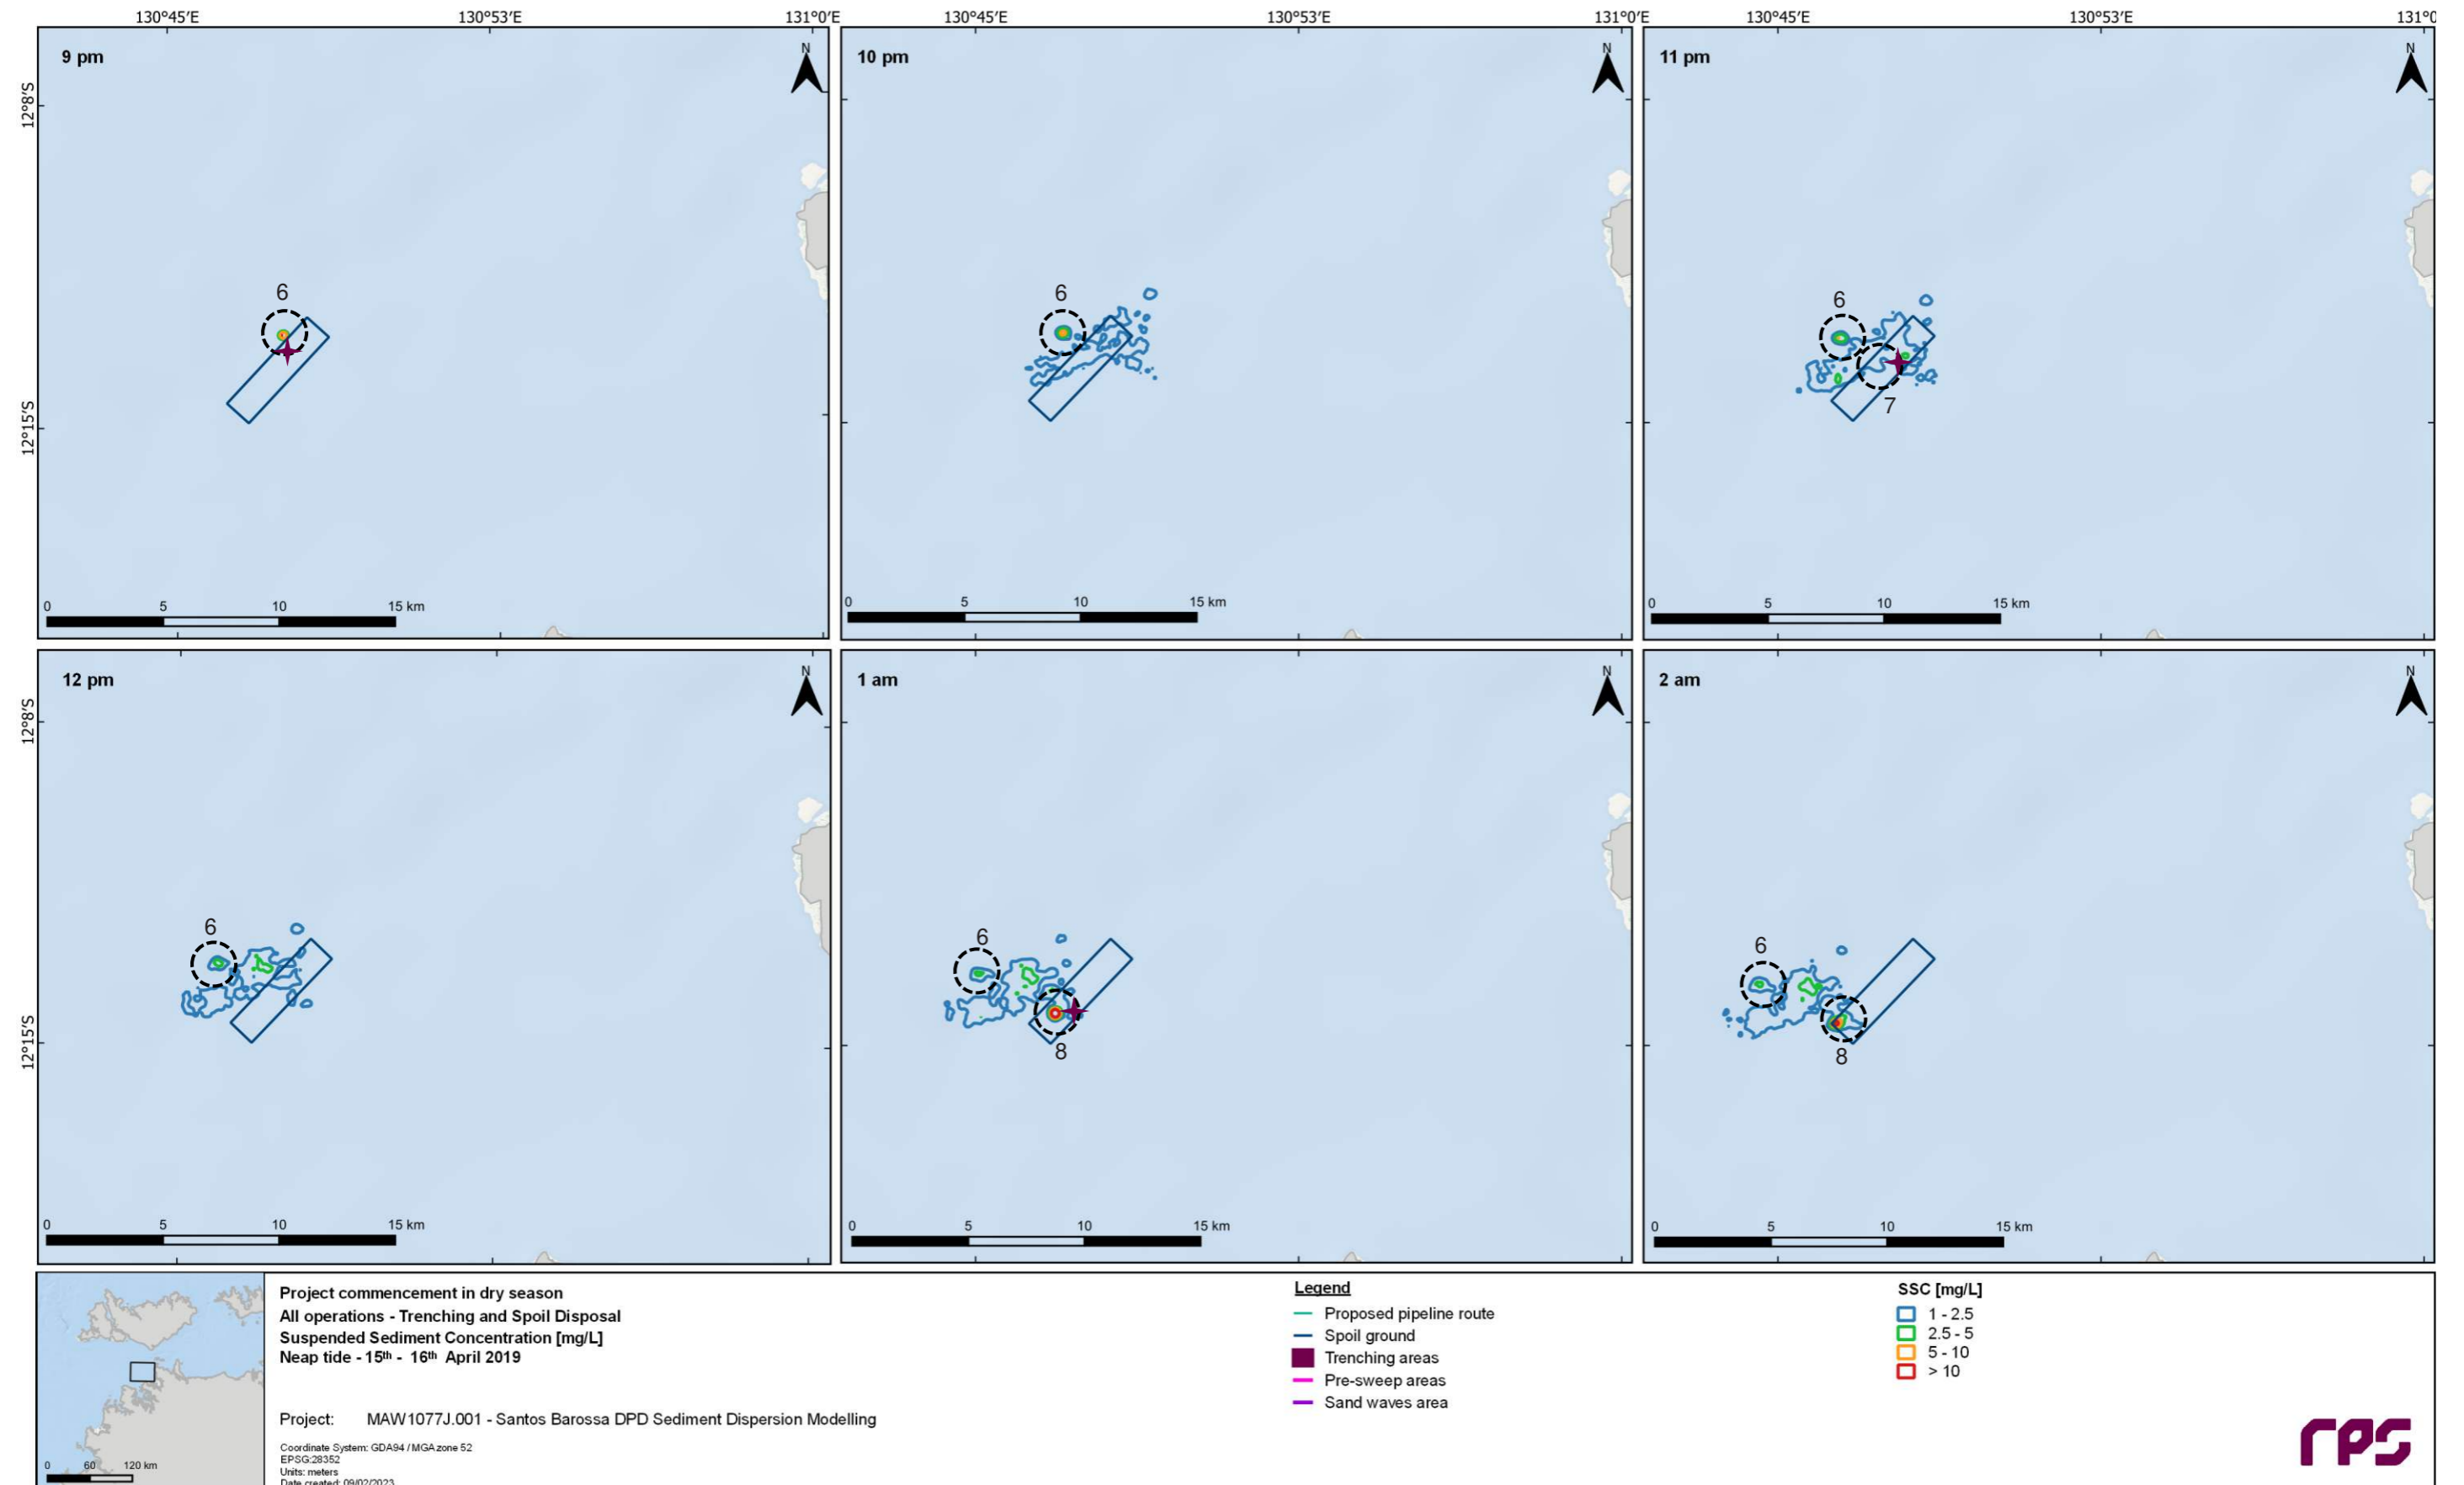 130°45′E 130°53′E 131°0′E 130°45′E 130°53′E 131°0′E 130°45′E 130°53′E 131°0
9 pm N 10 pm N 11 pm N
12°8′S
6 6 6
7
12°15′S
0 5 10 15 km 0 5 10 15 km 0 5 10 15 km
12 pm N 1 am N 2 am N
12°8′S
6 6 6
8 8
12°15′S
0 5 10 15 km 0 5 10 15 km 0 5 10 15 km
Project commencement in dry season
All operations - Trenching and Spoil Disposal
Suspended Sediment Concentration [mg/L]
Neap tide - 15th - 16th April 2019
Project: MAW1077J.001 - Santos Barossa DPD Sediment Dispersion Modelling
Coordinate System: GDA94 / MGA zone 52
EPSG:28352
Units: meters
Date created: 09/02/2023
0 60 120 km
Legend
Proposed pipeline route
Spoil ground
Trenching areas
Pre-sweep areas
Sand waves area
SSC [mg/L]
1 - 2.5
2.5 - 5
5 - 10
> 10
rps